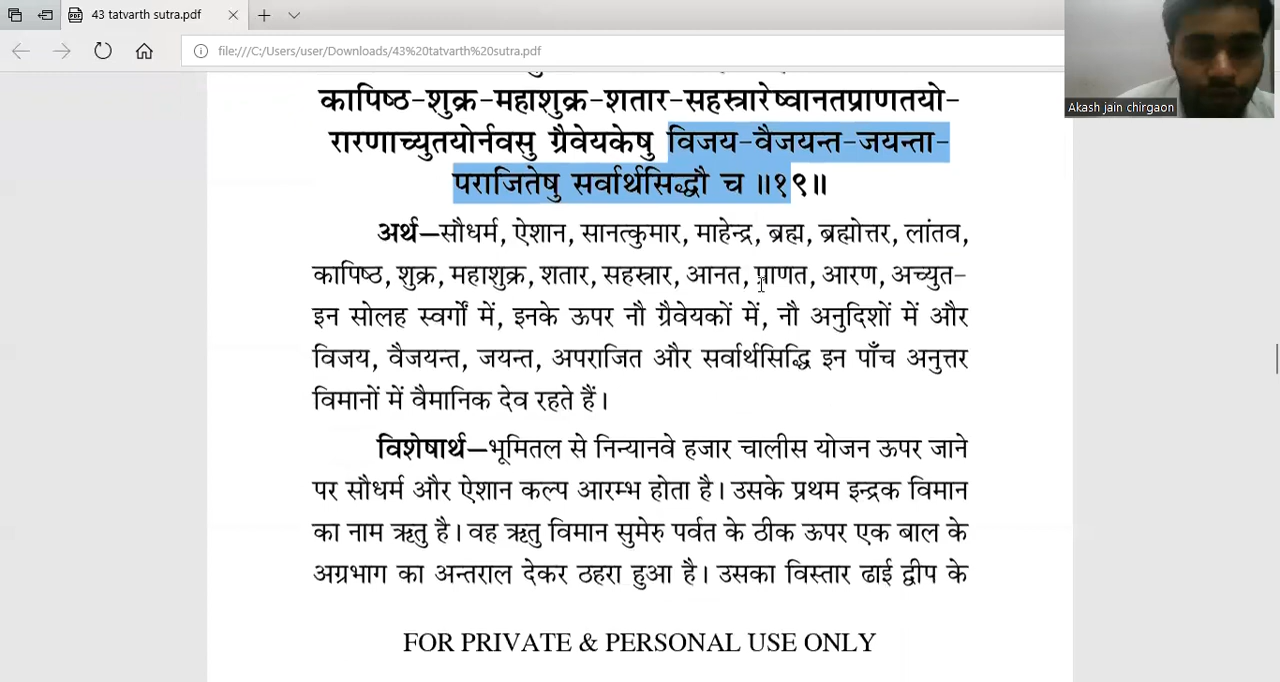 43 tatvarth sutra.pdf
file:///C:/Users/user/Downloads/43%20tatvarth%20sutra.pdf
Akash jain chirgaon
कापिष्ठ-शुक्र-महाशुक्र-शतार-सहस्रारेष्वानतप्राणतयो-
रारणाच्युतयोर्नवसु ग्रैवेयकेषु विजय-वैजयन्त-जयन्ता-
पराजितेषु सर्वार्थसिद्धौ च ॥१९॥
अर्थ—सौधर्म, ऐशान, सानत्कुमार, माहेन्द्र, ब्रह्म, ब्रह्मोत्तर, लांतव,
कापिष्ठ, शुक्र, महाशुक्र, शतार, सहस्रार, आनत, प्राणत, आरण, अच्युत-
इन सोलह स्वर्गों में, इनके ऊपर नौ ग्रैवेयकों में, नौ अनुदिशों में और
विजय, वैजयन्त, जयन्त, अपराजित और सर्वार्थसिद्धि इन पाँच अनुत्तर
विमानों में वैमानिक देव रहते हैं।
विशेषार्थ—भूमितल से निन्यानवे हजार चालीस योजन ऊपर जाने
पर सौधर्म और ऐशान कल्प आरम्भ होता है। उसके प्रथम इन्द्रक विमान
का नाम ऋतु है। वह ऋतु विमान सुमेरु पर्वत के ठीक ऊपर एक बाल के
अग्रभाग का अन्तराल देकर ठहरा हुआ है। उसका विस्तार ढाई द्वीप के
FOR PRIVATE & PERSONAL USE ONLY